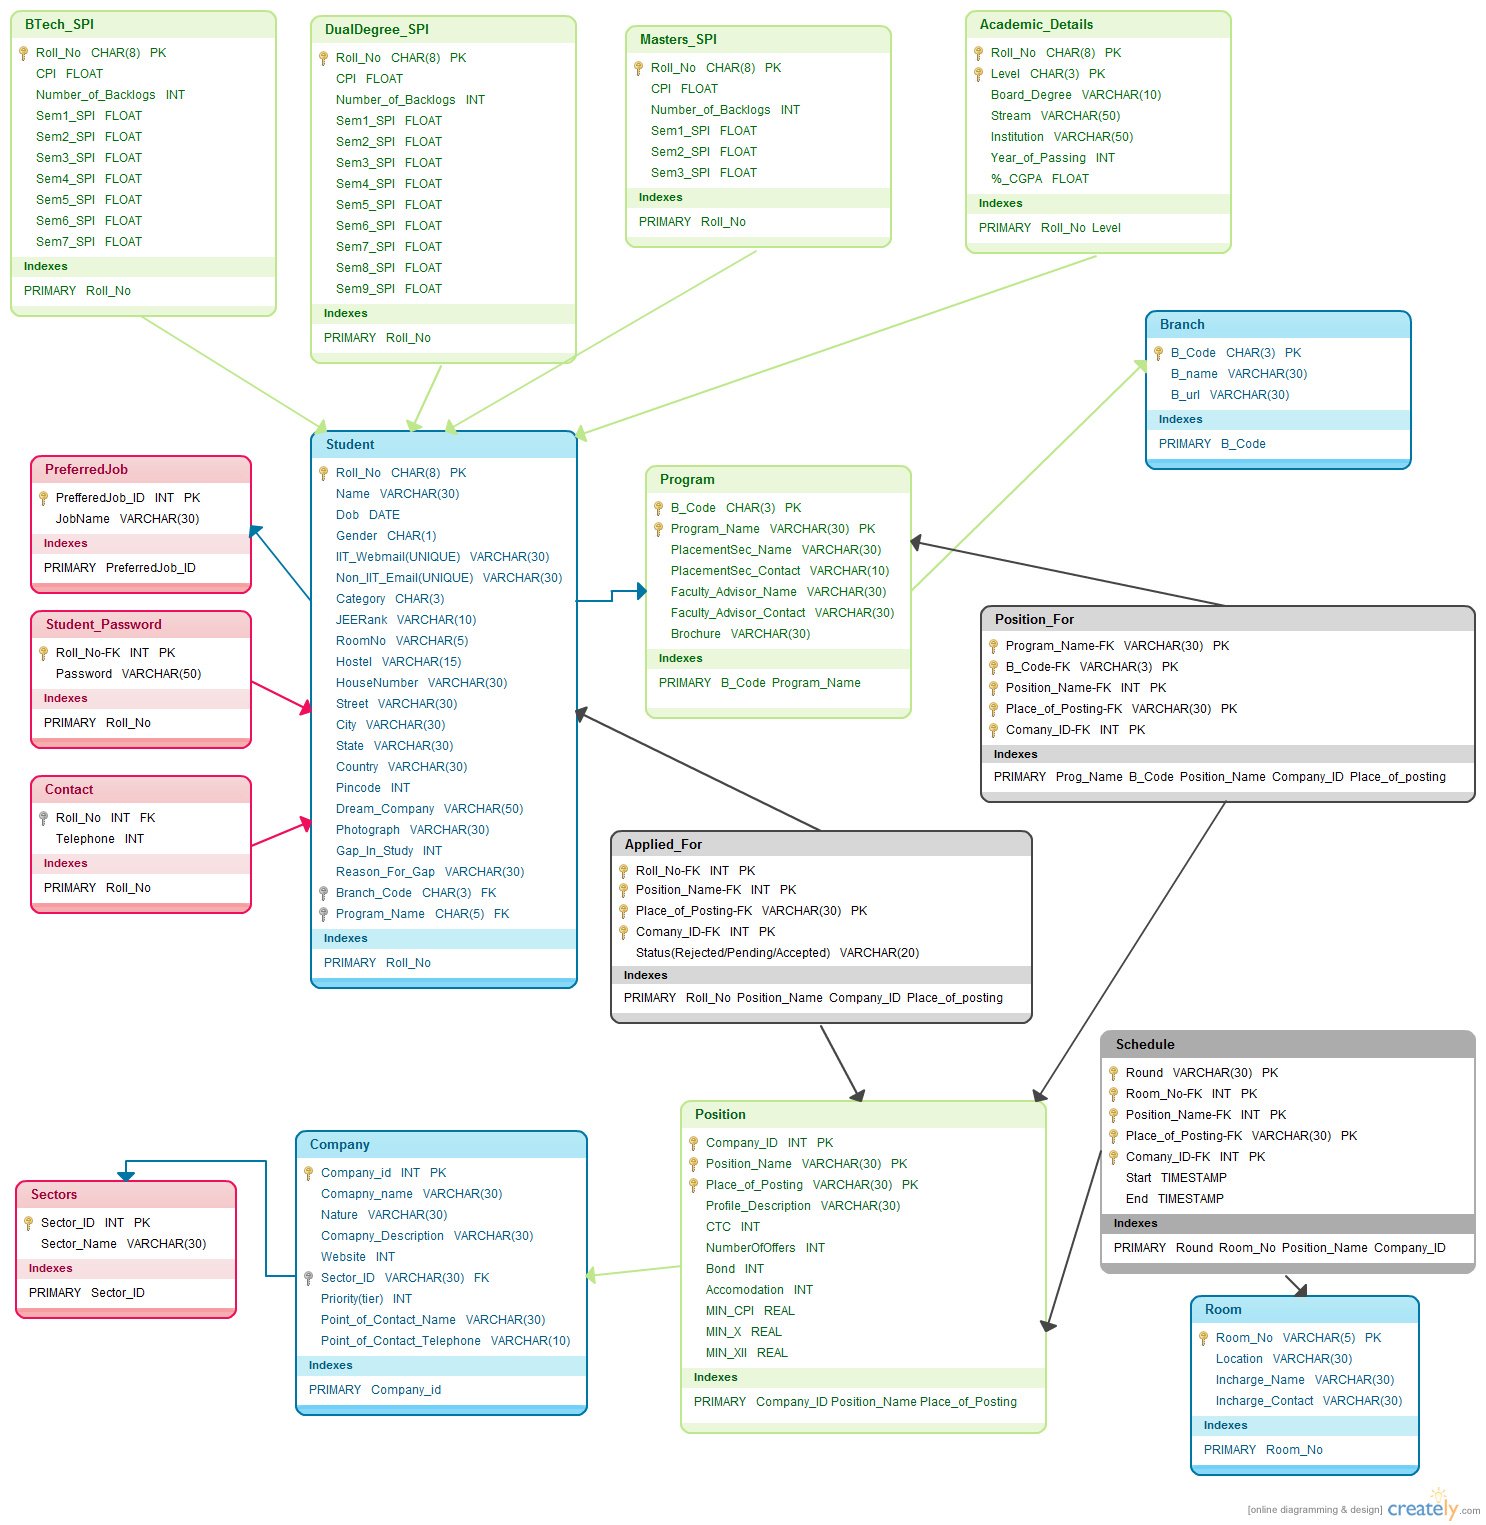 BTech_SPI
Roll_No CHAR(8) PK
CPI FLOAT
Number_of_Backlogs INT
Sem1_SPI FLOAT
Sem2_SPI FLOAT
Sem3_SPI FLOAT
Sem4_SPI FLOAT
Sem5_SPI FLOAT
Sem6_SPI FLOAT
Sem7_SPI FLOAT
Indexes
PRIMARY Roll_No
DualDegree_SPI
Roll_No CHAR(8) PK
CPI FLOAT
Number_of_Backlogs INT
Sem1_SPI FLOAT
Sem2_SPI FLOAT
Sem3_SPI FLOAT
Sem4_SPI FLOAT
Sem5_SPI FLOAT
Sem6_SPI FLOAT
Sem7_SPI FLOAT
Sem8_SPI FLOAT
Sem9_SPI FLOAT
Indexes
PRIMARY Roll_No
Masters_SPI
Roll_No CHAR(8) PK
CPI FLOAT
Number_of_Backlogs INT
Sem1_SPI FLOAT
Sem2_SPI FLOAT
Sem3_SPI FLOAT
Indexes
PRIMARY Roll_No
Academic_Details
Roll_No CHAR(8) PK
Level CHAR(3) PK
Board_Degree VARCHAR(10)
Stream VARCHAR(50)
Institution VARCHAR(50)
Year_of_Passing INT
%_CGPA FLOAT
Indexes
PRIMARY Roll_No Level
Branch
B_Code CHAR(3) PK
B_name VARCHAR(30)
B_url VARCHAR(30)
Indexes
PRIMARY B_Code
PreferredJob
PrefferedJob_ID INT PK
JobName VARCHAR(30)
Indexes
PRIMARY PreferredJob_ID
Student_Password
Roll_No-FK INT PK
Password VARCHAR(50)
Indexes
PRIMARY Roll_No
Contact
Roll_No INT FK
Telephone INT
Indexes
PRIMARY Roll_No
Student
Roll_No CHAR(8) PK
Name VARCHAR(30)
Dob DATE
Gender CHAR(1)
IIT_Webmail(UNIQUE) VARCHAR(30)
Non_IIT_Email(UNIQUE) VARCHAR(30)
Category CHAR(3)
JEERank VARCHAR(10)
RoomNo VARCHAR(5)
Hostel VARCHAR(15)
HouseNumber VARCHAR(30)
Street VARCHAR(30)
City VARCHAR(30)
State VARCHAR(30)
Country VARCHAR(30)
Pincode INT
Dream_Company VARCHAR(50)
Photograph VARCHAR(30)
Gap_In_Study INT
Reason_For_Gap VARCHAR(30)
Branch_Code CHAR(3) FK
Program_Name CHAR(5) FK
Indexes
PRIMARY Roll_No
Program
B_Code CHAR(3) PK
Program_Name VARCHAR(30) PK
PlacementSec_Name VARCHAR(30)
PlacementSec_Contact VARCHAR(10)
Faculty_Advisor_Name VARCHAR(30)
Faculty_Advisor_Contact VARCHAR(30)
Brochure VARCHAR(30)
Indexes
PRIMARY B_Code Program_Name
Position_For
Program_Name-FK VARCHAR(30) PK
B_Code-FK VARCHAR(3) PK
Position_Name-FK INT PK
Place_of_Posting-FK VARCHAR(30) PK
Comany_ID-FK INT PK
Indexes
PRIMARY Prog_Name B_Code Position_Name Company_ID Place_of_posting
Applied_For
Roll_No-FK INT PK
Position_Name-FK INT PK
Place_of_Posting-FK VARCHAR(30) PK
Comany_ID-FK INT PK
Status(Rejected/Pending/Accepted) VARCHAR(20)
Indexes
PRIMARY Roll_No Position_Name Company_ID Place_of_posting
Schedule
Round VARCHAR(30) PK
Room_No-FK INT PK
Position_Name-FK INT PK
Place_of_Posting-FK VARCHAR(30) PK
Comany_ID-FK INT PK
Start TIMESTAMP
End TIMESTAMP
Indexes
PRIMARY Round Room_No Position_Name Company_ID
Sectors
Sector_ID INT PK
Sector_Name VARCHAR(30)
Indexes
PRIMARY Sector_ID
Company
Company_id INT PK
Comapny_name VARCHAR(30)
Nature VARCHAR(30)
Comapny_Description VARCHAR(30)
Website INT
Sector_ID VARCHAR(30) FK
Priority(tier) INT
Point_of_Contact_Name VARCHAR(30)
Point_of_Contact_Telephone VARCHAR(10)
Indexes
PRIMARY Company_id
Position
Company_ID INT PK
Position_Name VARCHAR(30) PK
Place_of_Posting VARCHAR(30) PK
Profile_Description VARCHAR(30)
CTC INT
NumberOfOffers INT
Bond INT
Accomodation INT
MIN_CPI REAL
MIN_X REAL
MIN_XII REAL
Indexes
PRIMARY Company_ID Position_Name Place_of_Posting
Room
Room_No VARCHAR(5) PK
Location VARCHAR(30)
Incharge_Name VARCHAR(30)
Incharge_Contact VARCHAR(30)
Indexes
PRIMARY Room_No
[online diagramming & design] creately.com